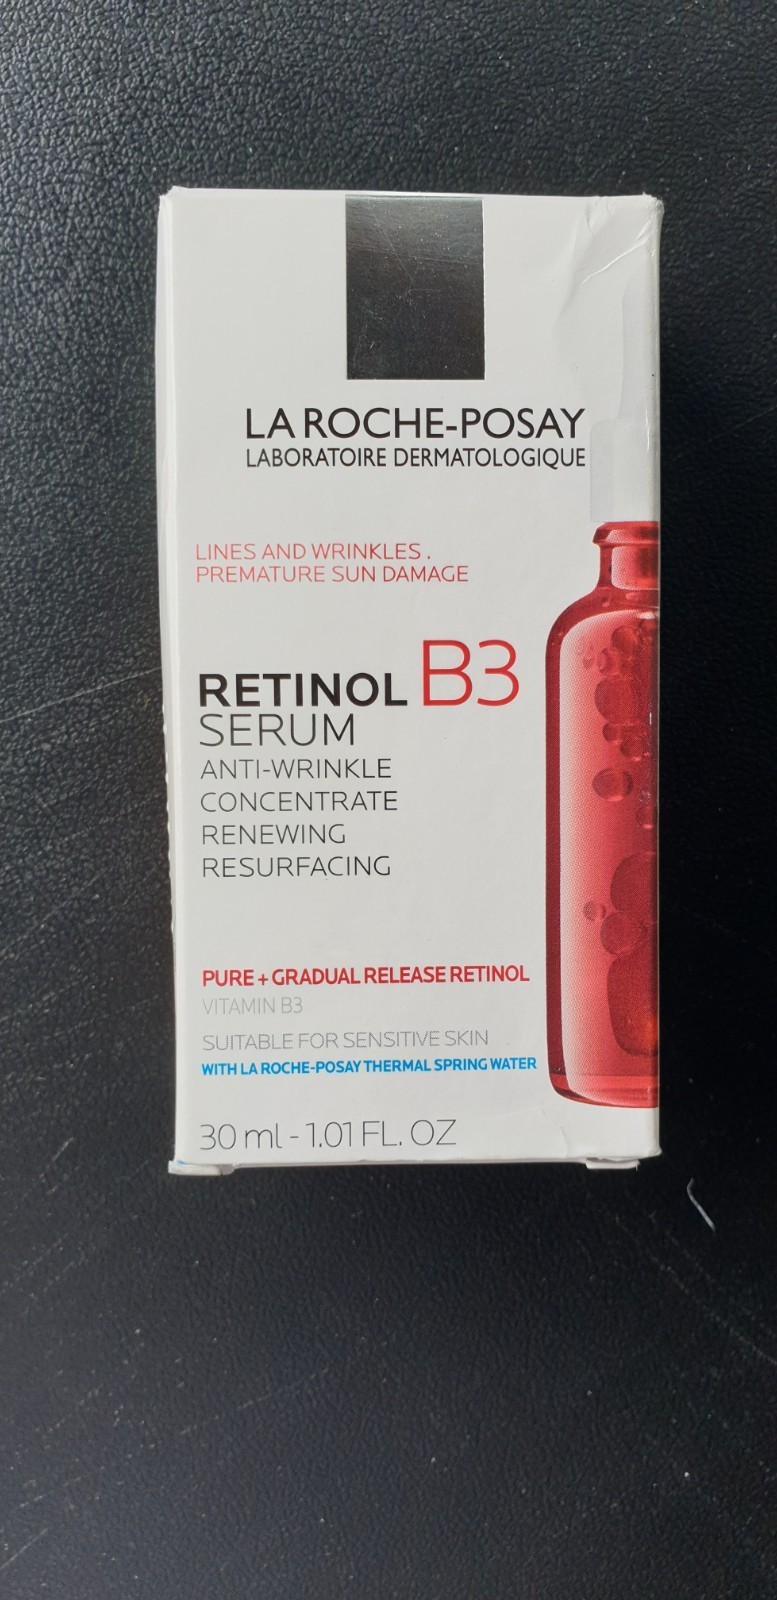 LA ROCHE-POSAY
LABORATOIRE DERMATOLOGIQUE
LINES AND WRINKLES .
PREMATURE SUN DAMAGE
RETINOL B3
SERUM
ANTI-WRINKLE
CONCENTRATE
RENEWING
RESURFACING
PURE + GRADUAL RELEASE RETINOL
VITAMIN B3
SUITABLE FOR SENSITIVE SKIN
WITH LA ROCHE-POSAY THERMAL SPRING WATER
30 ml - 1.01 FL. OZ